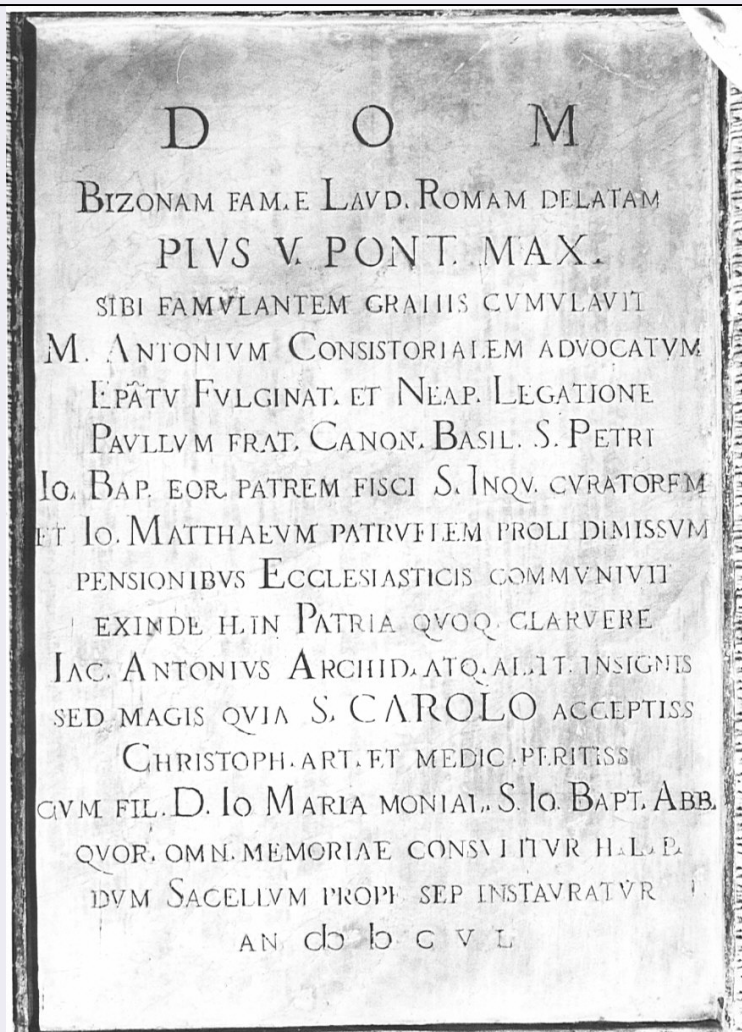 D O M
BIZONAM FAM. E LAVD. ROMAM DELATAM
PIVS V. PONT. MAX.
SIBI FAMVLANTEM GRATIIS CVMVLAVIT
M. ANTONIVM CONSISTORIALEM ADVOCATVM
EPÂTV FVLGINAT. ET NEAP. LEGATIONE
PAVLLVM FRAT. CANON. BASIL. S. PETRI
IO. BAP. EOR. PATREM FISCI S. INQV. CVRATOREM
ET IO. MATTHAEVM PATRVELEM PROLI DIMISSVM
PENSIONIBVS ECCLESIASTICIS COMMVNIVIT
EXINDE H. IN PATRIA QVOQ. CLARVERE
IAC. ANTONIVS ARCHID. ATQ. AL. IT. INSIGNIS
SED MAGIS QVIA S. CAROLO ACCEPTISS
CHRISTOPH. ART. ET MEDIC. PERITISS
CVM FIL. D. IO MARIA MONIAL. S. IO. BAPT. ABB.
QVOR. OMN. MEMORIAE CONSVLITVR H. L. P.
DVM SACELLVM PROPE SEP INSTAVRATVR
AN. CIↃ IↃ C V L